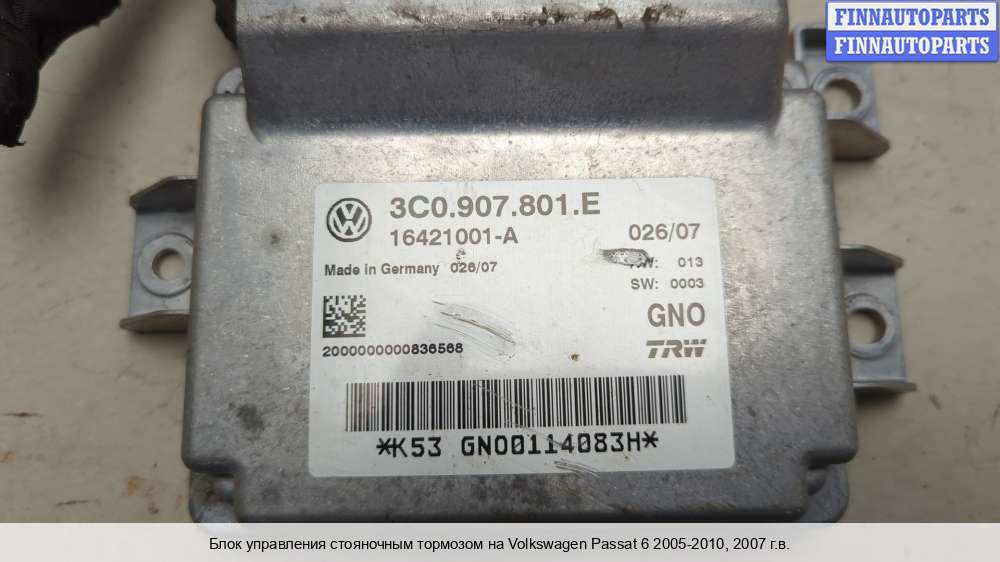 FINNAUTOPARTS
FINNAUTOPARTS
3C0.907.801.E
16421001-A
026/07
Made in Germany 026/07
013
SW: 0003
GNO
TRW
2000000000836568
*K53 GNO0114083H*
Блок управления стояночным тормозом на Volkswagen Passat 6 2005-2010, 2007 г.в.